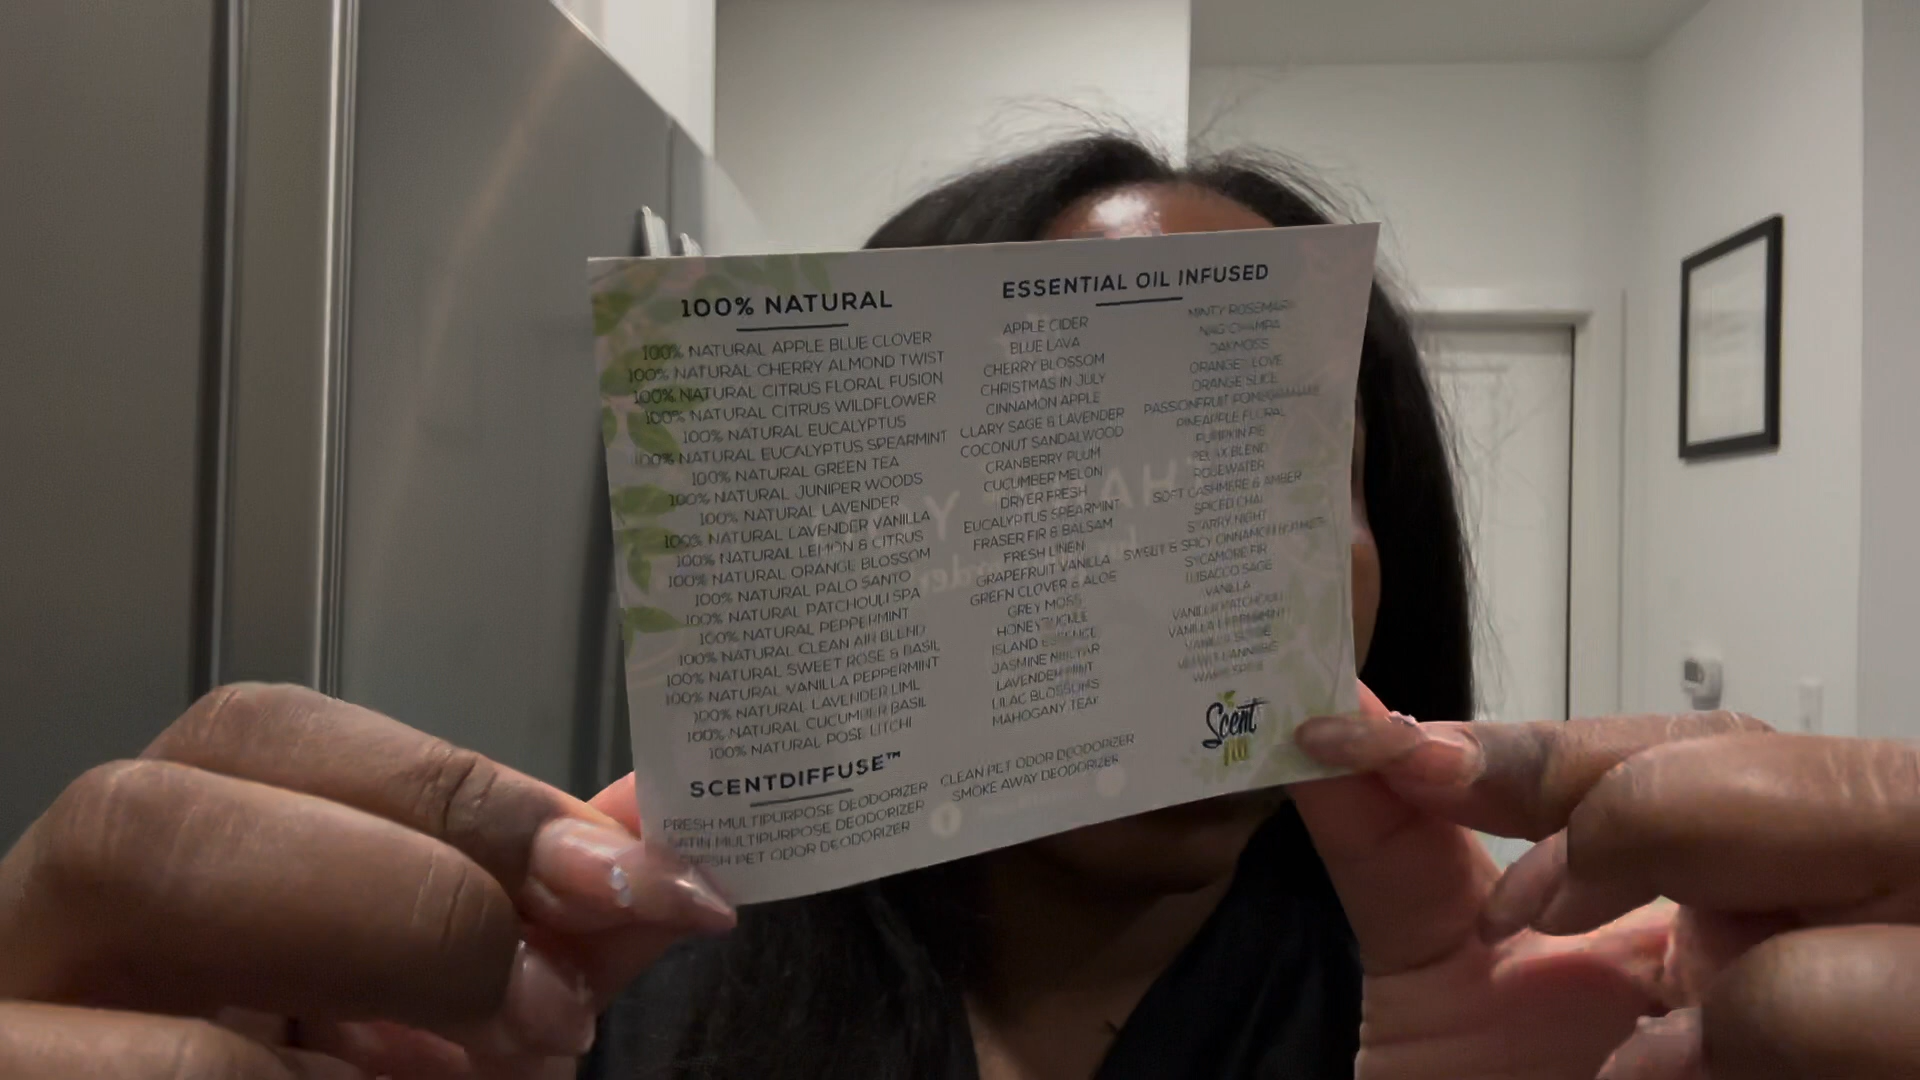 100% NATURAL
100% NATURAL APPLE BLUE CLOVER
100% NATURAL CHERRY ALMOND TWIST
100% NATURAL CITRUS FLORAL FUSION
100% NATURAL CITRUS WILDFLOWER
100% NATURAL EUCALYPTUS
100% NATURAL EUCALYPTUS SPEARMINT
100% NATURAL GREEN TEA
100% NATURAL JUNIPER WOODS
100% NATURAL LAVENDER
100% NATURAL LAVENDER VANILLA
100% NATURAL LEMON & CITRUS
100% NATURAL ORANGE BLOSSOM
100% NATURAL PALO SANTO
100% NATURAL PATCHOULI SPA
100% NATURAL PEPPERMINT
100% NATURAL CLEAN AIR BLEND
100% NATURAL SWEET ROSE & BASIL
100% NATURAL VANILLA PEPPERMINT
100% NATURAL LAVENDER LIME
100% NATURAL CUCUMBER BASIL
100% NATURAL ROSE LITCHI
ESSENTIAL OIL INFUSED
APPLE CIDER
BLUE LAVA
CHERRY BLOSSOM
CHRISTMAS IN JULY
CINNAMON APPLE
CLARY SAGE & LAVENDER
COCONUT SANDALWOOD
CRANBERRY PLUM
CUCUMBER MELON
DRYER FRESH
EUCALYPTUS SPEARMINT
FRASER FIR & BALSAM
FRESH LINEN
GRAPEFRUIT VANILLA
GREEN CLOVER & ALOE
GREY MOSS
HONEYSUCKLE
ISLAND ESSENCE
JASMINE NECTAR
LAVENDER MINT
LILAC BLOSSOMS
MAHOGANY TEAK
MINTY ROSEMARY
NAG CHAMPA
OAKMOSS
ORANGE LOVE
ORANGE SLICE
PASSIONFRUIT POMEGRANATE
PINEAPPLE FLORAL
PUMPKIN PIE
RELAX BLEND
ROSEWATER
SOFT CASHMERE & AMBER
SPICED CHAI
STARRY NIGHT
SWEET & SPICY CINNAMON
SYCAMORE FIR
TOBACCO SAGE
VANILLA
VANILLA PATCHOULI
VANILLA PEPPERMINT
VANILLA
CANNABIS
SCENTDIFFUSE™
FRESH MULTIPURPOSE DEODORIZER
SATIN MULTIPURPOSE DEODORIZER
FRESH PET ODOR DEODORIZER
CLEAN PET ODOR DEODORIZER
SMOKE AWAY DEODORIZER
Scent